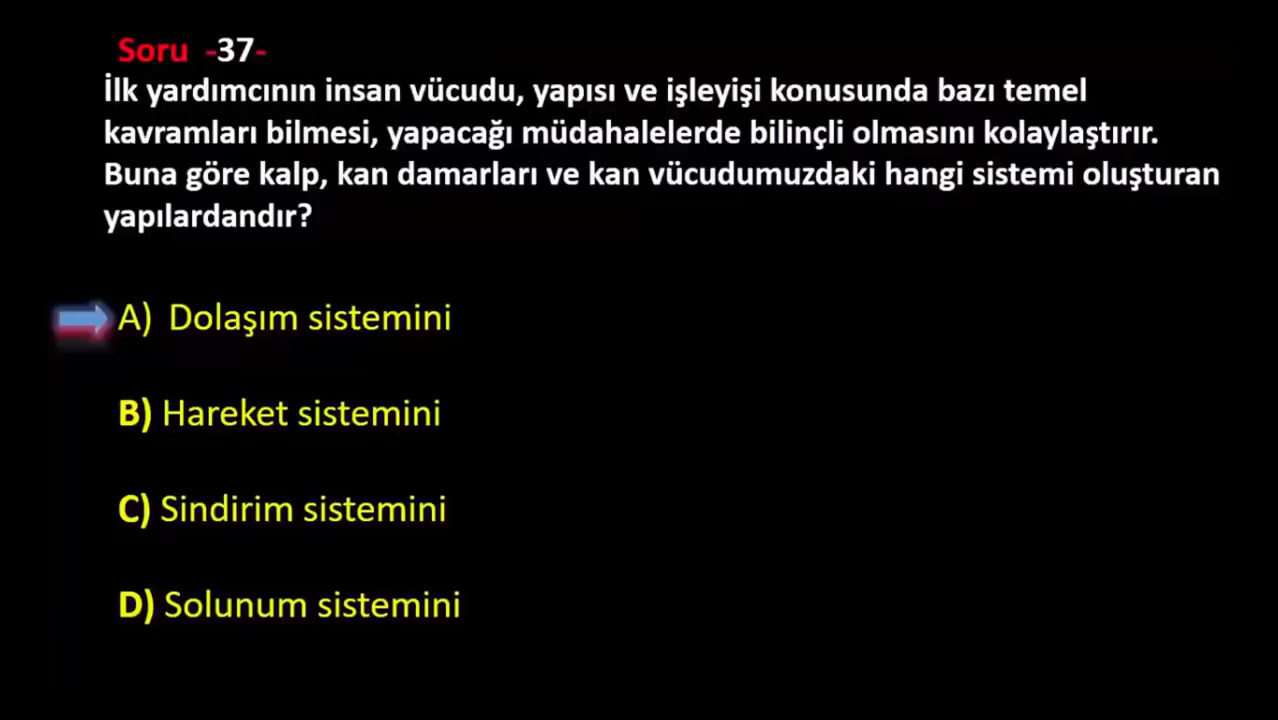 Soru -37-
İlk yardımcının insan vücudu, yapısı ve işleyişi konusunda bazı temel
kavramları bilmesi, yapacağı müdahalelerde bilinçli olmasını kolaylaştırır.
Buna göre kalp, kan damarları ve kan vücudumuzdaki hangi sistemi oluşturan
yapılardandır?
A) Dolaşım sistemini
B) Hareket sistemini
C) Sindirim sistemini
D) Solunum sistemini